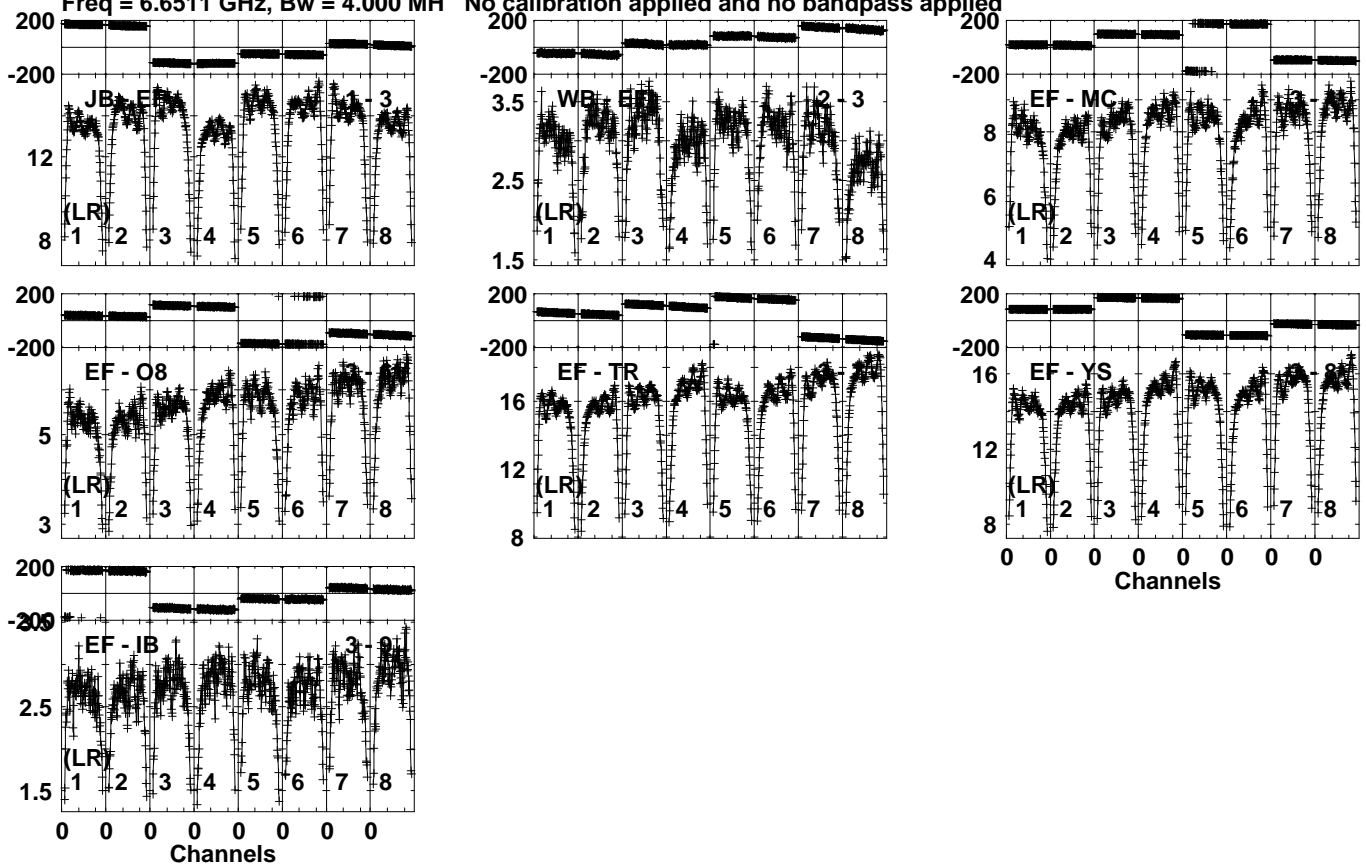 Freq = 6.6511 GHz, Bw = 4.000 MH No calibration applied and no bandpass applied
200
-200
JB - EF 1 - 3
12
8
(LR)
1 2 3 4 5 6 7 8
WB - EF 2 - 3
3.5
2.5
1.5
(LR)
1 2 3 4 5 6 7 8
200
-200
EF - MC 3 -
8
6
4
(LR)
1 2 3 4 5 6 7 8
200
-200
EF - O8
5
3
(LR)
1 2 3 4 5 6 7 8
200
-200
EF - TR 3 -
16
12
8
(LR)
1 2 3 4 5 6 7 8
200
-200
EF - YS - 8
16
12
8
(LR)
1 2 3 4 5 6 7 8
0 0 0 0 0 0 0 0
Channels
200
-200
3.5
EF - IB 3 - 9
2.5
1.5
(LR)
1 2 3 4 5 6 7 8
0 0 0 0 0 0 0 0
Channels